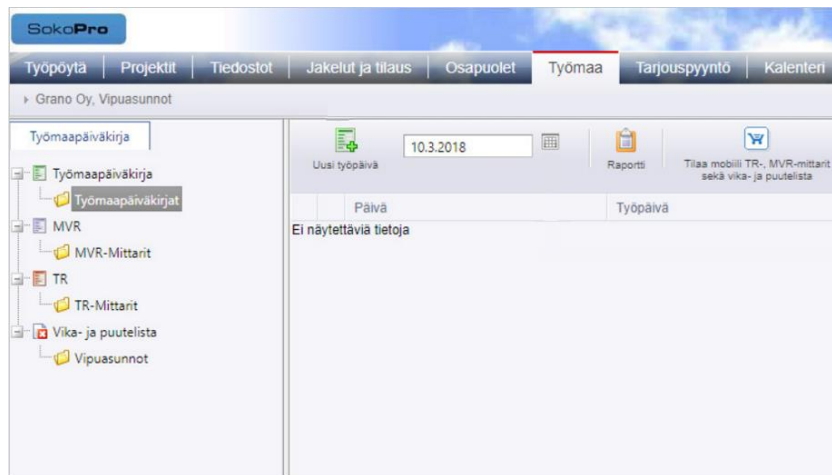 SokoPro
Työpöytä Projektit Tiedostot Jakelut ja tilaus Osapuolet Työmaa Tarjouspyyntö Kalenteri
Grano Oy, Vipuasunnot
Työmaapäiväkirja
Työmaapäiväkirja
Työmaapäiväkirjat
MVR
MVR-Mittarit
TR
TR-Mittarit
Vika- ja puutelista
Vipuasunnot
10.3.2018
Uusi työpäivä
Raportti
Tilaa mobiili TR-, MVR-mittarit
sekä vika- ja puutelista
Päivä Työpäivä
Ei näytettäviä tietoja